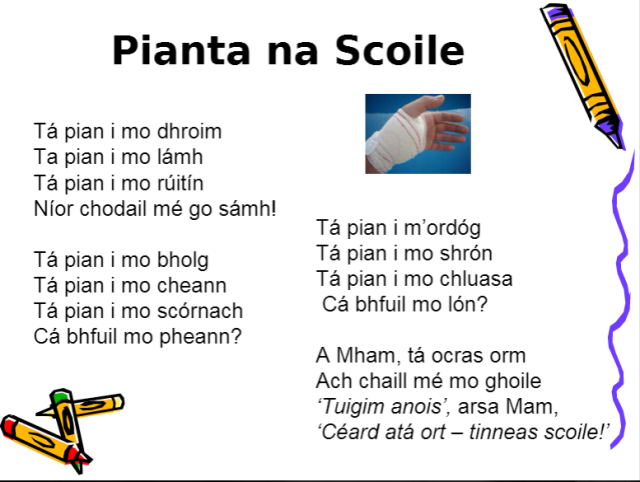 Pianta na Scoile
Tá pian i mo dhroim
Ta pian i mo lámh
Tá pian i mo rúitín
Níor chodail mé go sámh!
Tá pian i mo bholg
Tá pian i mo cheann
Tá pian i mo scórnach
Cá bhfuil mo pheann?
Tá pian i m’ordóg
Tá pian i mo shrón
Tá pian i mo chluasa
Cá bhfuil mo lón?
A Mham, tá ocras orm
Ach chaill mé mo ghoile
‘Tuigim anois’, arsa Mam,
‘Céard atá ort – tinneas scoile!’